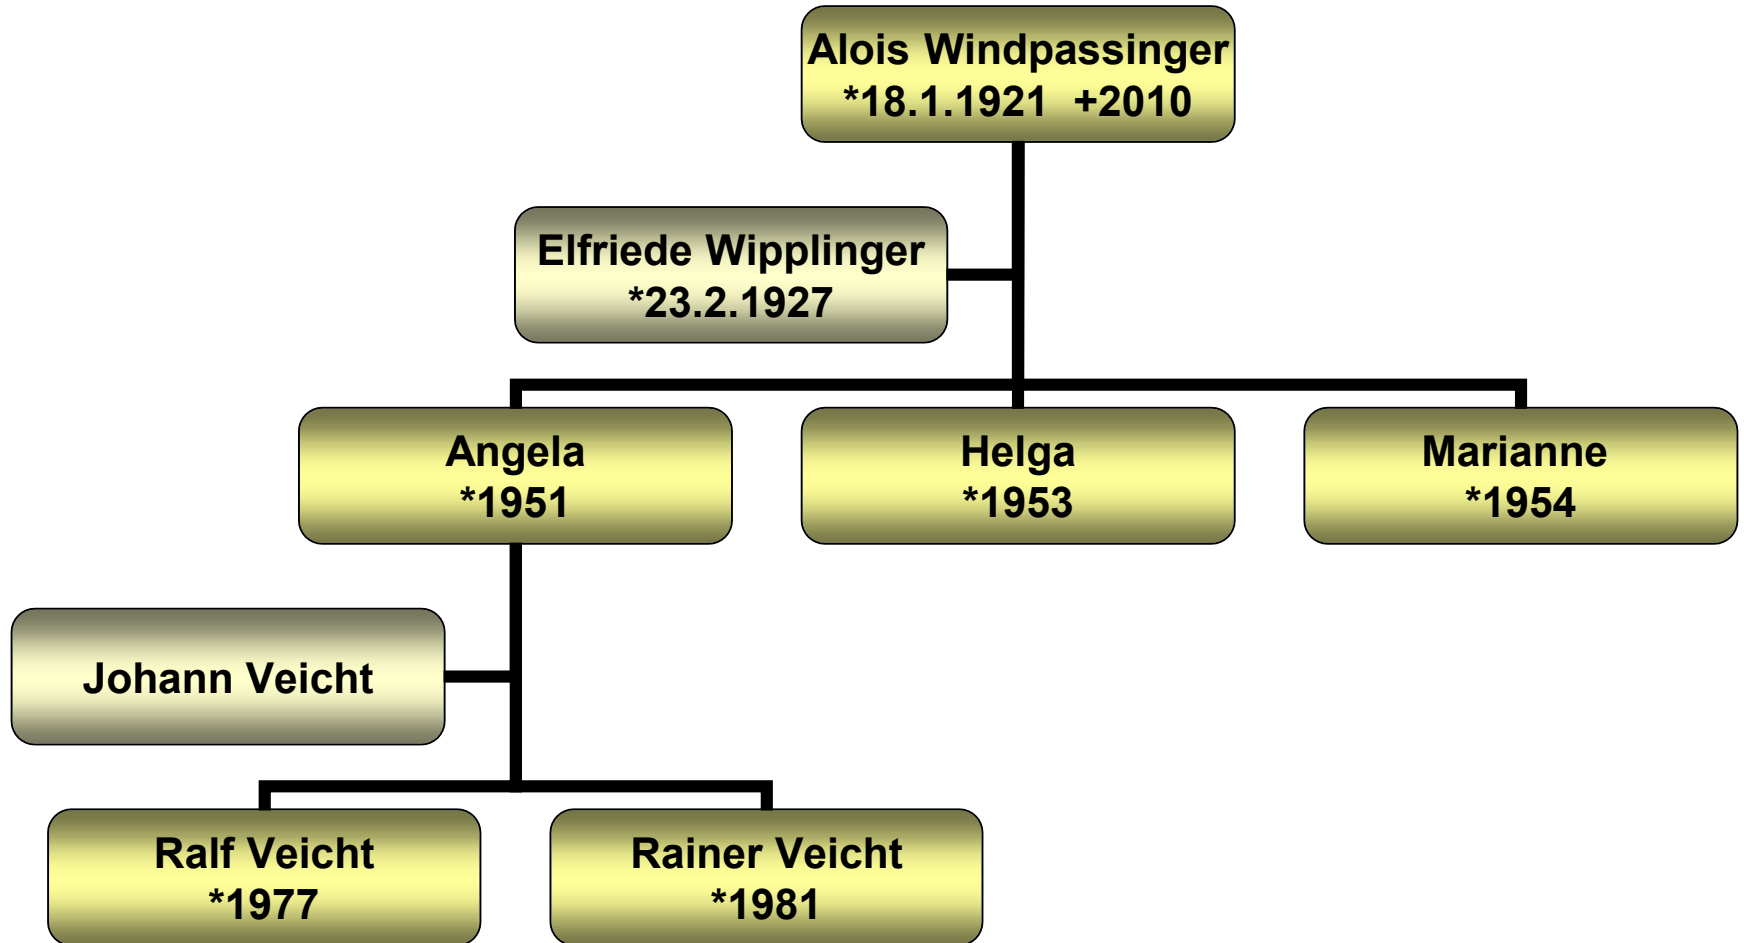 Alois Windpassinger
*18.1.1921 +2010
Elfriede Wipplinger
*23.2.1927
Angela
*1951
Helga
*1953
Marianne
*1954
Johann Veicht
Ralf Veicht
*1977
Rainer Veicht
*1981